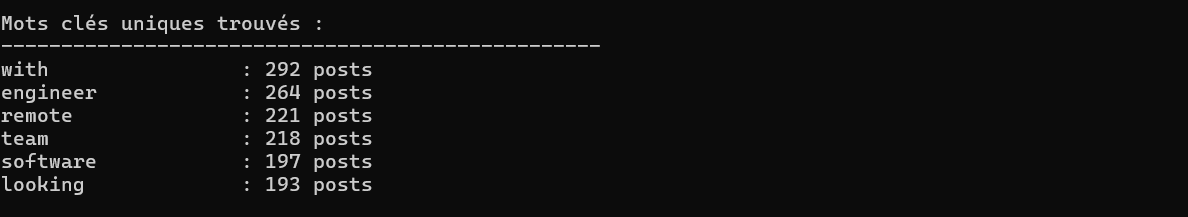 Mots clés uniques trouvés :
--------------------------------------------------
with                : 292 posts
engineer            : 264 posts
remote              : 221 posts
team                : 218 posts
software            : 197 posts
looking             : 193 posts